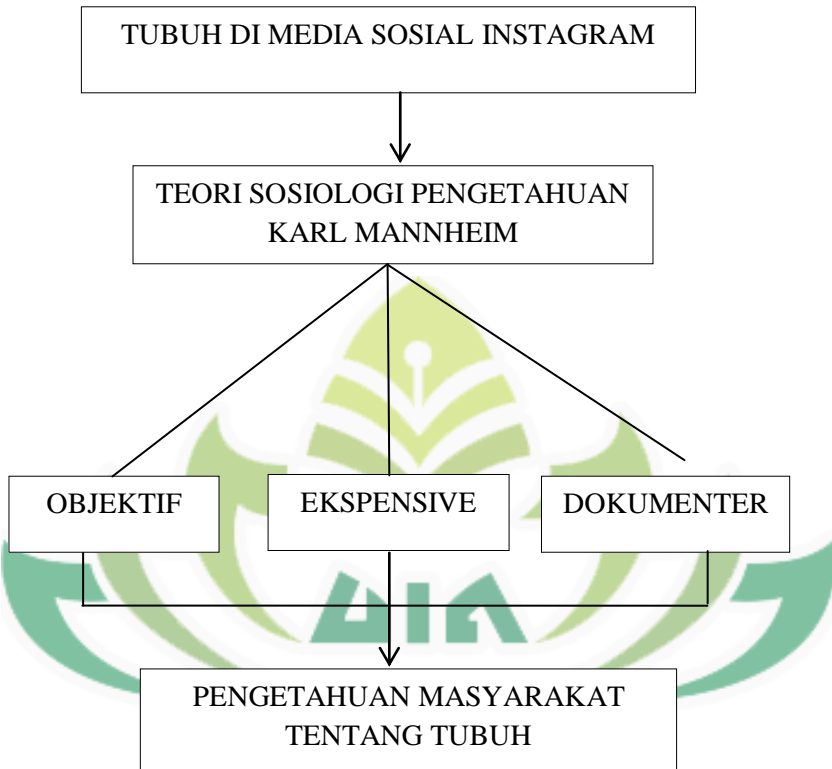 TUBUH DI MEDIA SOSIAL INSTAGRAM
TEORI SOSIOLOGI PENGETAHUAN
KARL MANNHEIM
OBJEKTIF
EKSPENSIVE
DOKUMENTER
PENGETAHUAN MASYARAKAT
TENTANG TUBUH